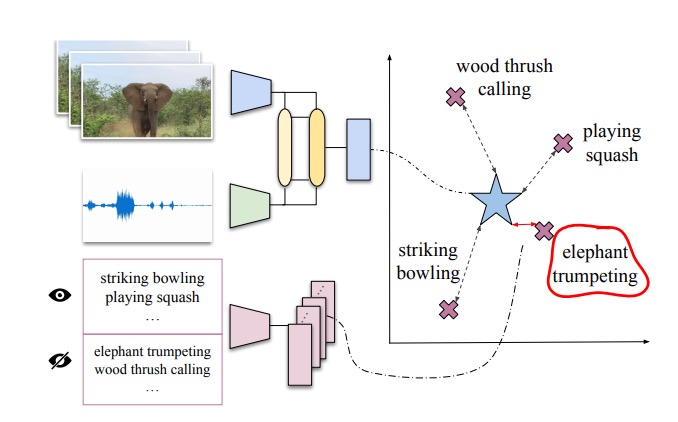 wood thrush
calling
playing
squash
striking
bowling
elephant
trumpeting
striking bowling
playing squash
...
elephant trumpeting
wood thrush calling
...